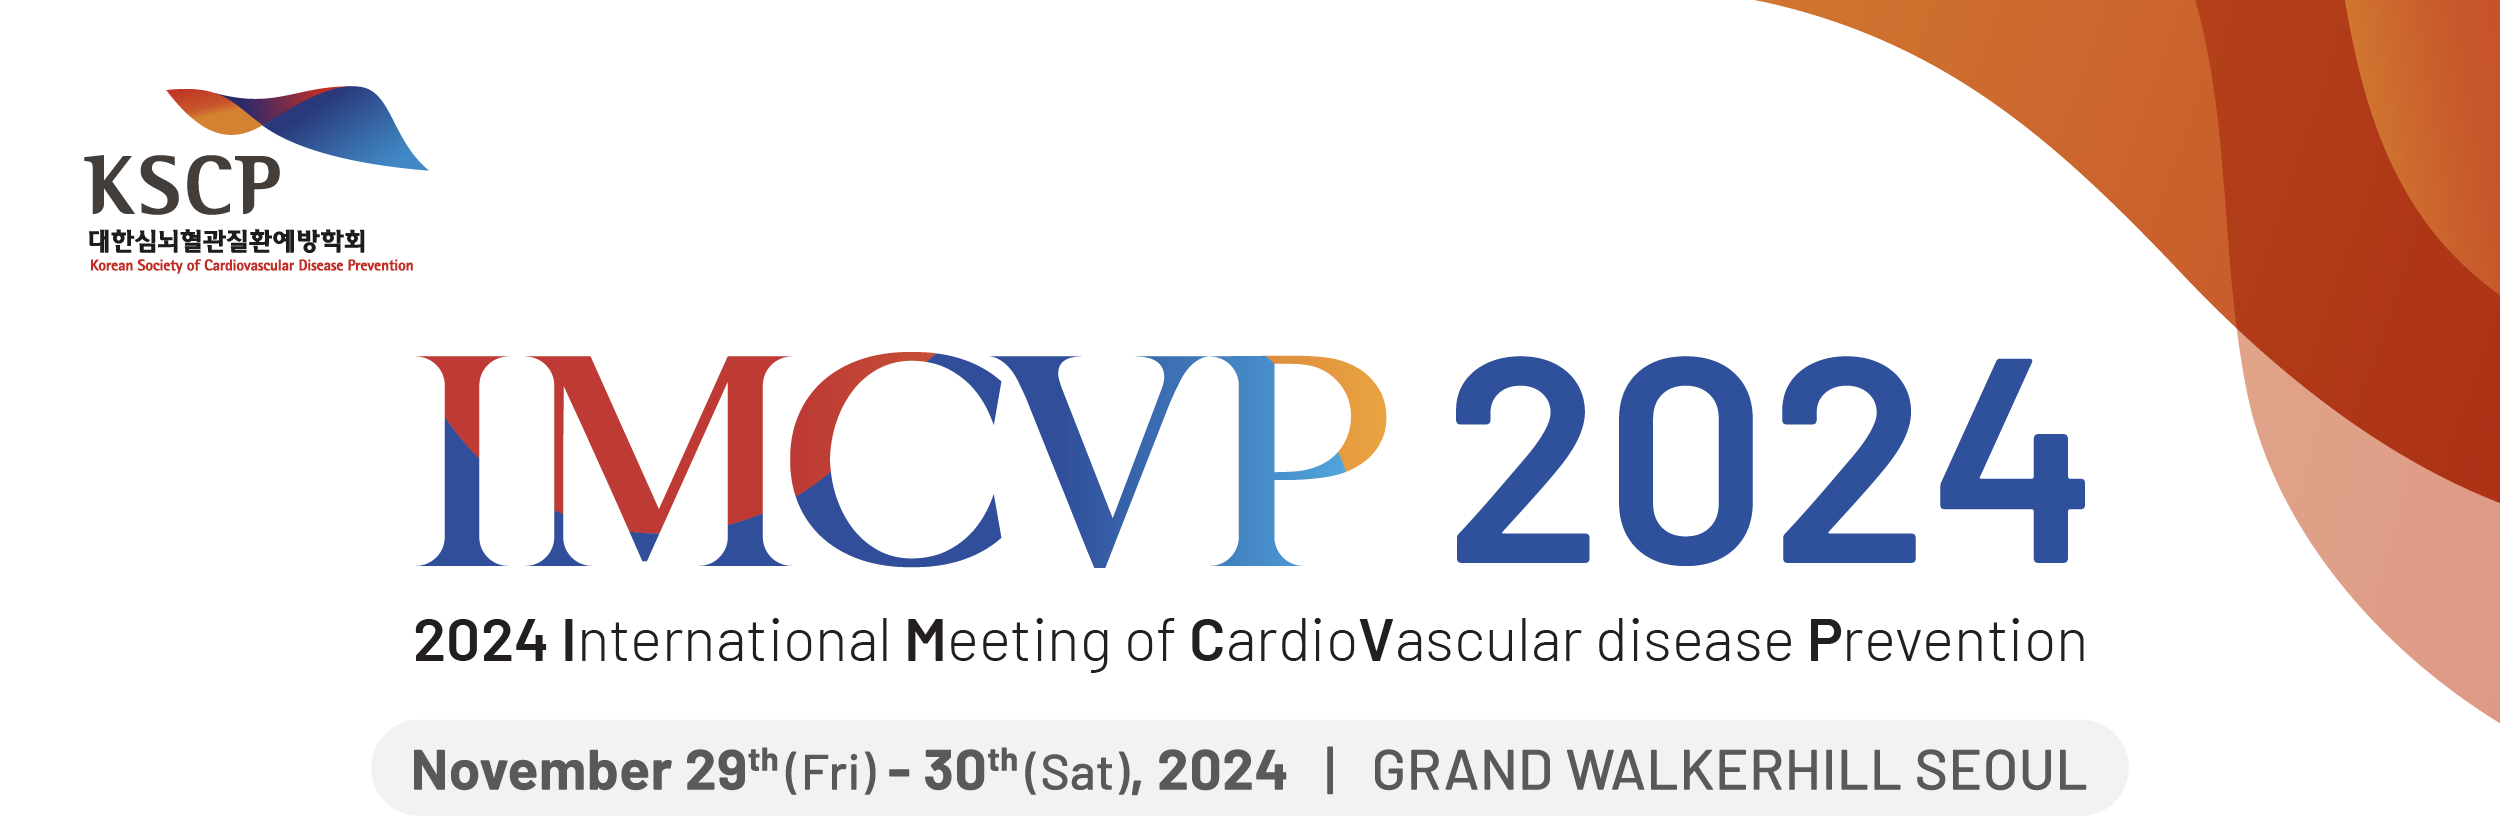 KSCP
대한심뇌혈관질환예방학회
Korean Society of Cardiovascular Disease Prevention
IMCVP 2024
2024 International Meeting of CardioVascular disease Prevention
November 29th (Fri) - 30th (Sat), 2024 | GRAND WALKERHILL SEOUL